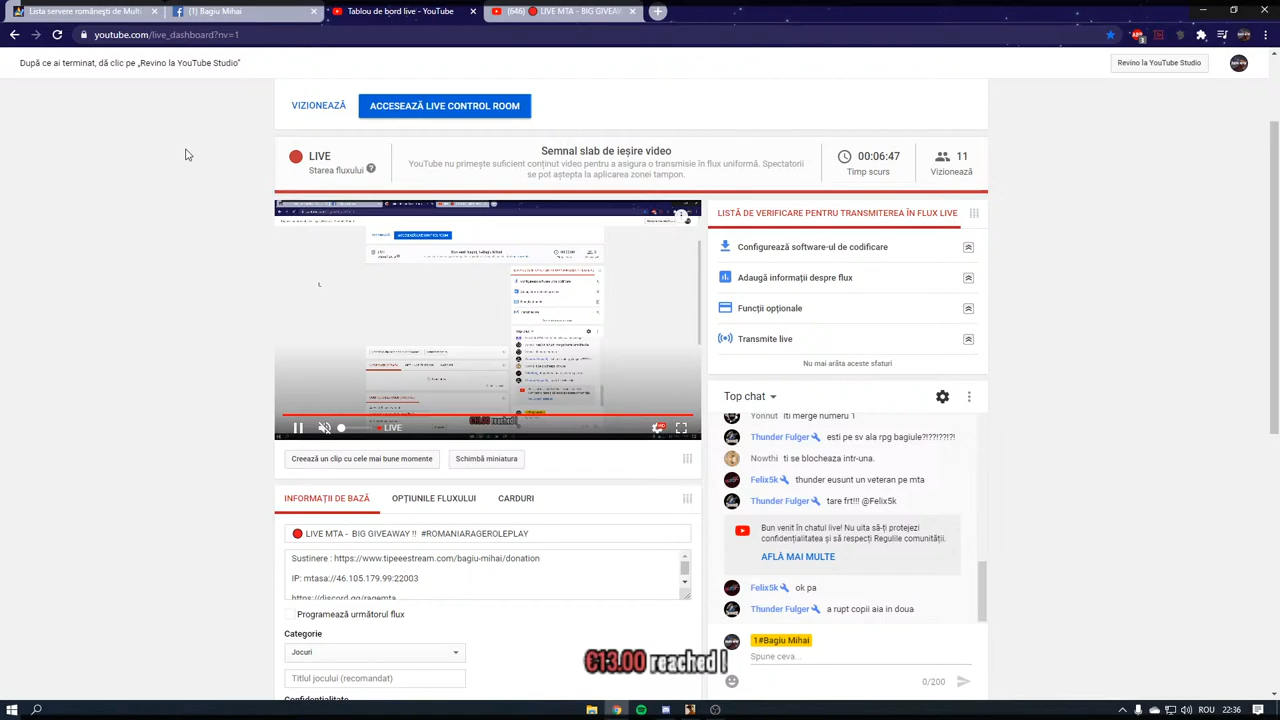 Lista servere românești de Multi
(1) Bagiu Mihai
Tablou de bord live - YouTube
(646) 🔴 LIVE MTA - BIG GIVEAW
youtube.com/live_dashboard?nv=1
După ce ai terminat, dă clic pe „Revino la YouTube Studio”
Revino la YouTube Studio
VIZIONEAZĂ
ACCESEAZĂ LIVE CONTROL ROOM
LIVE
Starea fluxului
Semnal slab de ieșire video
YouTube nu primește suficient conținut video pentru a asigura o transmisie în flux uniformă. Spectatorii
se pot aștepta la aplicarea zonei tampon.
00:06:47
Timp scurs
11
Vizionează
LIVE
HD
Creează un clip cu cele mai bune momente
Schimbă miniatura
INFORMAȚII DE BAZĂ
OPȚIUNILE FLUXULUI
CARDURI
🔴 LIVE MTA - BIG GIVEAWAY !! #ROMANIARAGEROLEPLAY
Sustinere : https://www.tipeeestream.com/bagiu-mihai/donation
IP: mtasa://46.105.179.99:22003
https://discord.gg/ragemta
Programează următorul flux
Categorie
Jocuri
Titlul jocului (recomandat)
Confidențialitate
LISTĂ DE VERIFICARE PENTRU TRANSMITEREA ÎN FLUX LIVE
Configurează software-ul de codificare
Adaugă informații despre flux
Funcții opționale
Transmite live
Nu mai arăta aceste sfaturi
Top chat
Yonnut iti merge numeru 1
Thunder Fulger esti pe sv ala rpg bagiule?!??!??!?!
Nowthi ti se blocheaza intr-una.
Felix5k thunder eusunt un veteran pe mta
Thunder Fulger tare frt!!! @Felix5k
Bun venit în chatul live! Nu uita să-ți protejezi
confidențialitatea și să respecți Regulile comunității.
AFLĂ MAI MULTE
Felix5k ok pa
Thunder Fulger a rupt copii aia in doua
1#Bagiu Mihai
Spune ceva...
0/200
€13.00 reached !
ROU
22:36